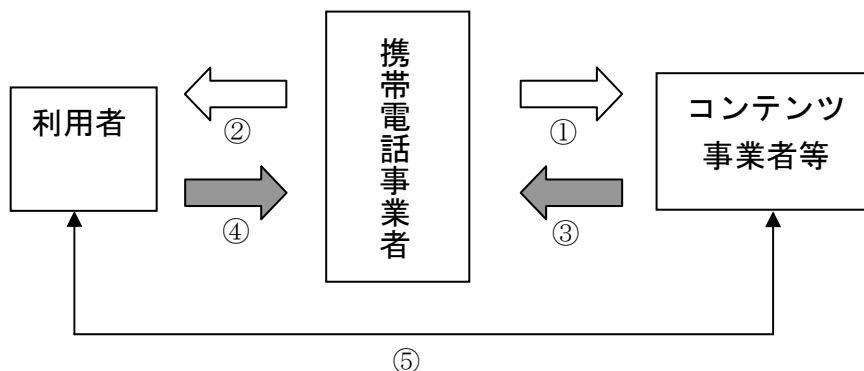 利用者
携帯電話事業者
コンテンツ
事業者等
②
①
④
③
⑤